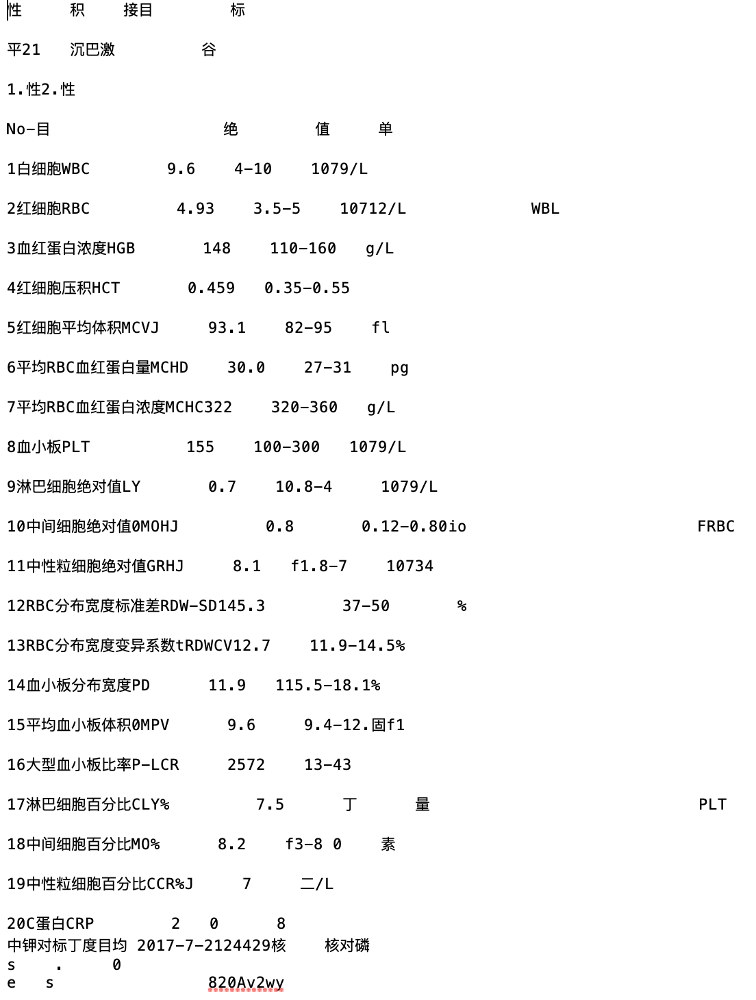 性 积 接目 标
平21 沉巴激 谷
1.性2.性
No-目 绝 值 单
1白细胞WBC 9.6 4-10 1079/L
2红细胞RBC 4.93 3.5-5 10712/L WBL
3血红蛋白浓度HGB 148 110-160 g/L
4红细胞压积HCT 0.459 0.35-0.55
5红细胞平均体积MCVJ 93.1 82-95 fl
6平均RBC血红蛋白量MCHD 30.0 27-31 pg
7平均RBC血红蛋白浓度MCHC322 320-360 g/L
8血小板PLT 155 100-300 1079/L
9淋巴细胞绝对值LY 0.7 10.8-4 1079/L
10中间细胞绝对值0MOHJ 0.8 0.12-0.80io FRBC
11中性粒细胞绝对值GRHJ 8.1 f1.8-7 10734
12RBC分布宽度标准差RDW-SD145.3 37-50 %
13RBC分布宽度变异系数tRDWCV12.7 11.9-14.5%
14血小板分布宽度PD 11.9 115.5-18.1%
15平均血小板体积0MPV 9.6 9.4-12.固f1
16大型血小板比率P-LCR 2572 13-43
17淋巴细胞百分比CLY% 7.5 丁 量 PLT
18中间细胞百分比MO% 8.2 f3-8 0 素
19中性粒细胞百分比CCR%J 7 二/L
20C蛋白CRP 2 0 8
中钾对标丁度目均 2017-7-2124429核 核对磷
s . 0
e s 820Av2wy